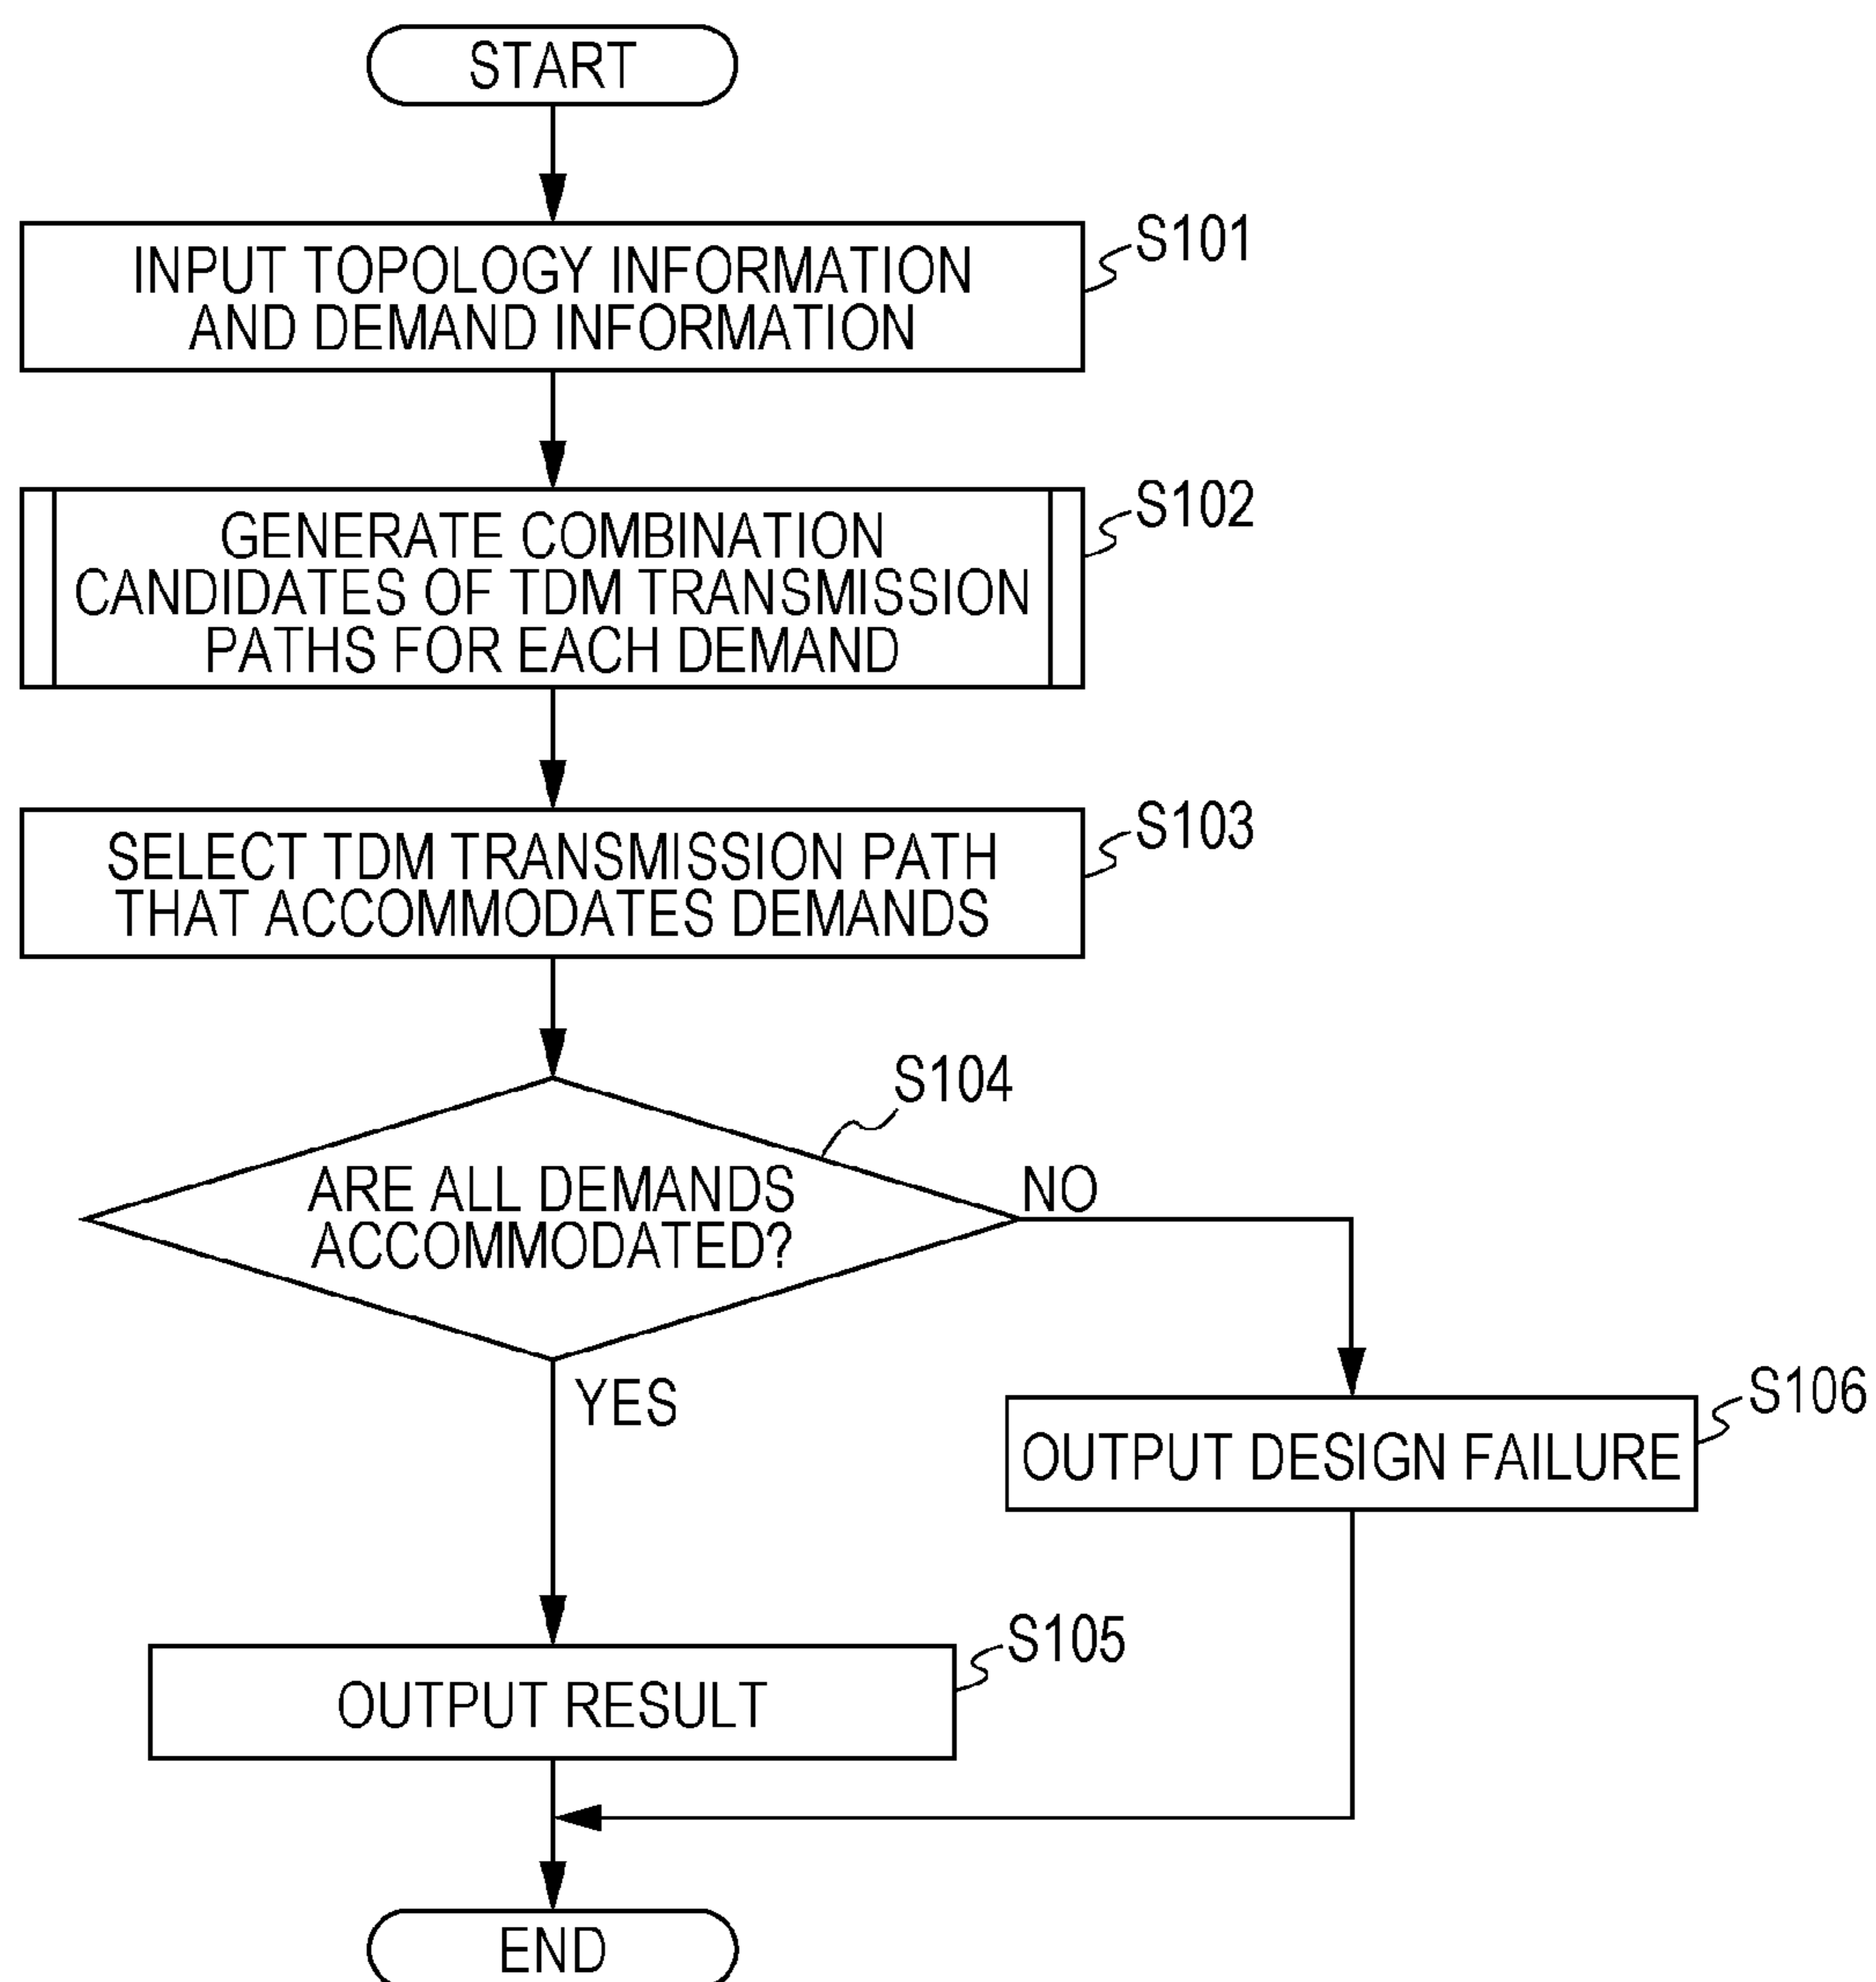 START
INPUT TOPOLOGY INFORMATION
AND DEMAND INFORMATION
S101
GENERATE COMBINATION
CANDIDATES OF TDM TRANSMISSION
PATHS FOR EACH DEMAND
S102
SELECT TDM TRANSMISSION PATH
THAT ACCOMMODATES DEMANDS
S103
S104
ARE ALL DEMANDS
ACCOMMODATED?
NO
YES
S106
OUTPUT DESIGN FAILURE
S105
OUTPUT RESULT
END